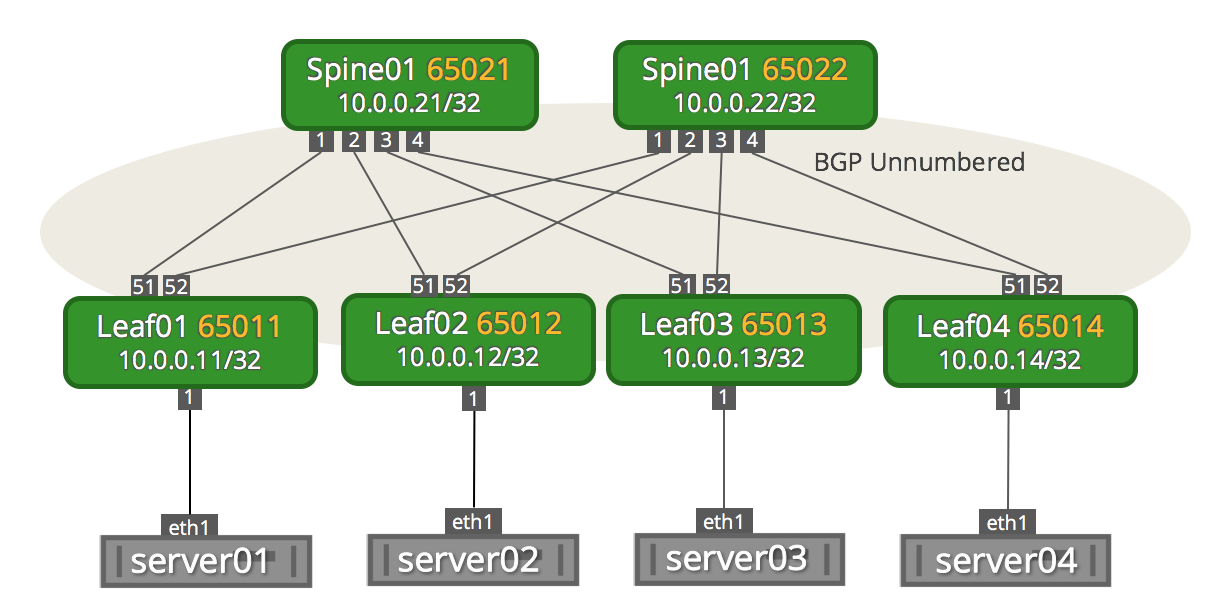 Spine01 65021
10.0.0.21/32
Spine01 65022
10.0.0.22/32
1 2 3 4
1 2 3 4
BGP Unnumbered
51 52
51 52
51 52
51 52
Leaf01 65011
10.0.0.11/32
Leaf02 65012
10.0.0.12/32
Leaf03 65013
10.0.0.13/32
Leaf04 65014
10.0.0.14/32
1
1
1
1
eth1
eth1
eth1
eth1
server01
server02
server03
server04